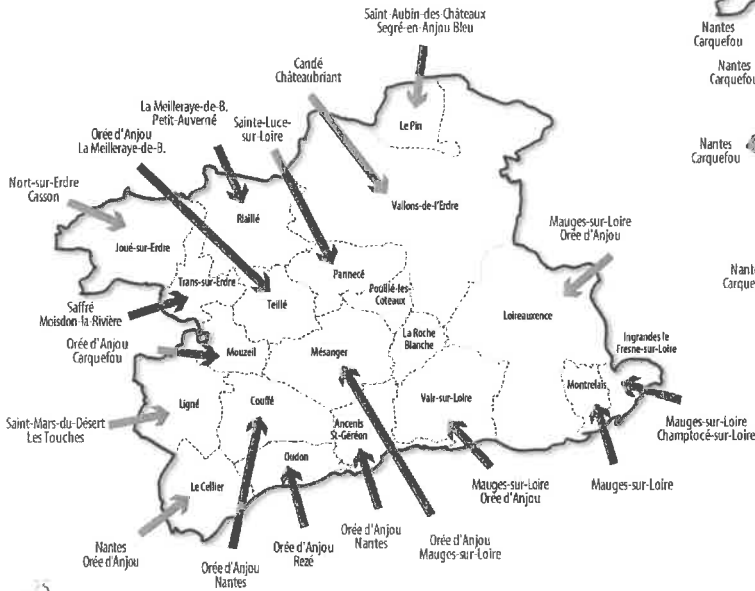 Saint-Aubin-des Châteaux
Segré-en-Anjou Bleu
Nantes
Carquefou
Candé
Châteaubriant
Nantes
Carquefou
La Meilleraye-de-B.
Petit-Auverné
Orée d'Anjou
La Meilleraye-de-B.
Sainte-Luce-
sur-Loire
Le Pin
Nantes
Carquefou
Nort-sur-Erdre
Casson
Riaillé
Vallons-de-l'Erdre
Mauges-sur-Loire
Orée d'Anjou
Joué-sur-Erdre
Pannecé
Trans-sur-Erdre
Teillé
Pouillé-les-
Coteaux
Nant
Carque
Saffré
Moisdon-la-Rivière
Loireauxence
La Roche
Blanche
Ingrandes le
Fresne-sur-Loire
Orée d'Anjou
Carquefou
Mouzeil
Mésanger
Montrelais
Ligné
Couffé
Vair-sur-Loire
Saint-Mars-du-Désert
Les Touches
Ancenis
St-Géréon
Mauges-sur-Loire
Champtocé-sur-Loire
Oudon
Le Cellier
Mauges-sur-Loire
Orée d'Anjou
Mauges-sur-Loire
Nantes
Orée d'Anjou
Orée d'Anjou
Nantes
Orée d'Anjou
Rezé
Orée d'Anjou
Nantes
Orée d'Anjou
Mauges-sur-Loire